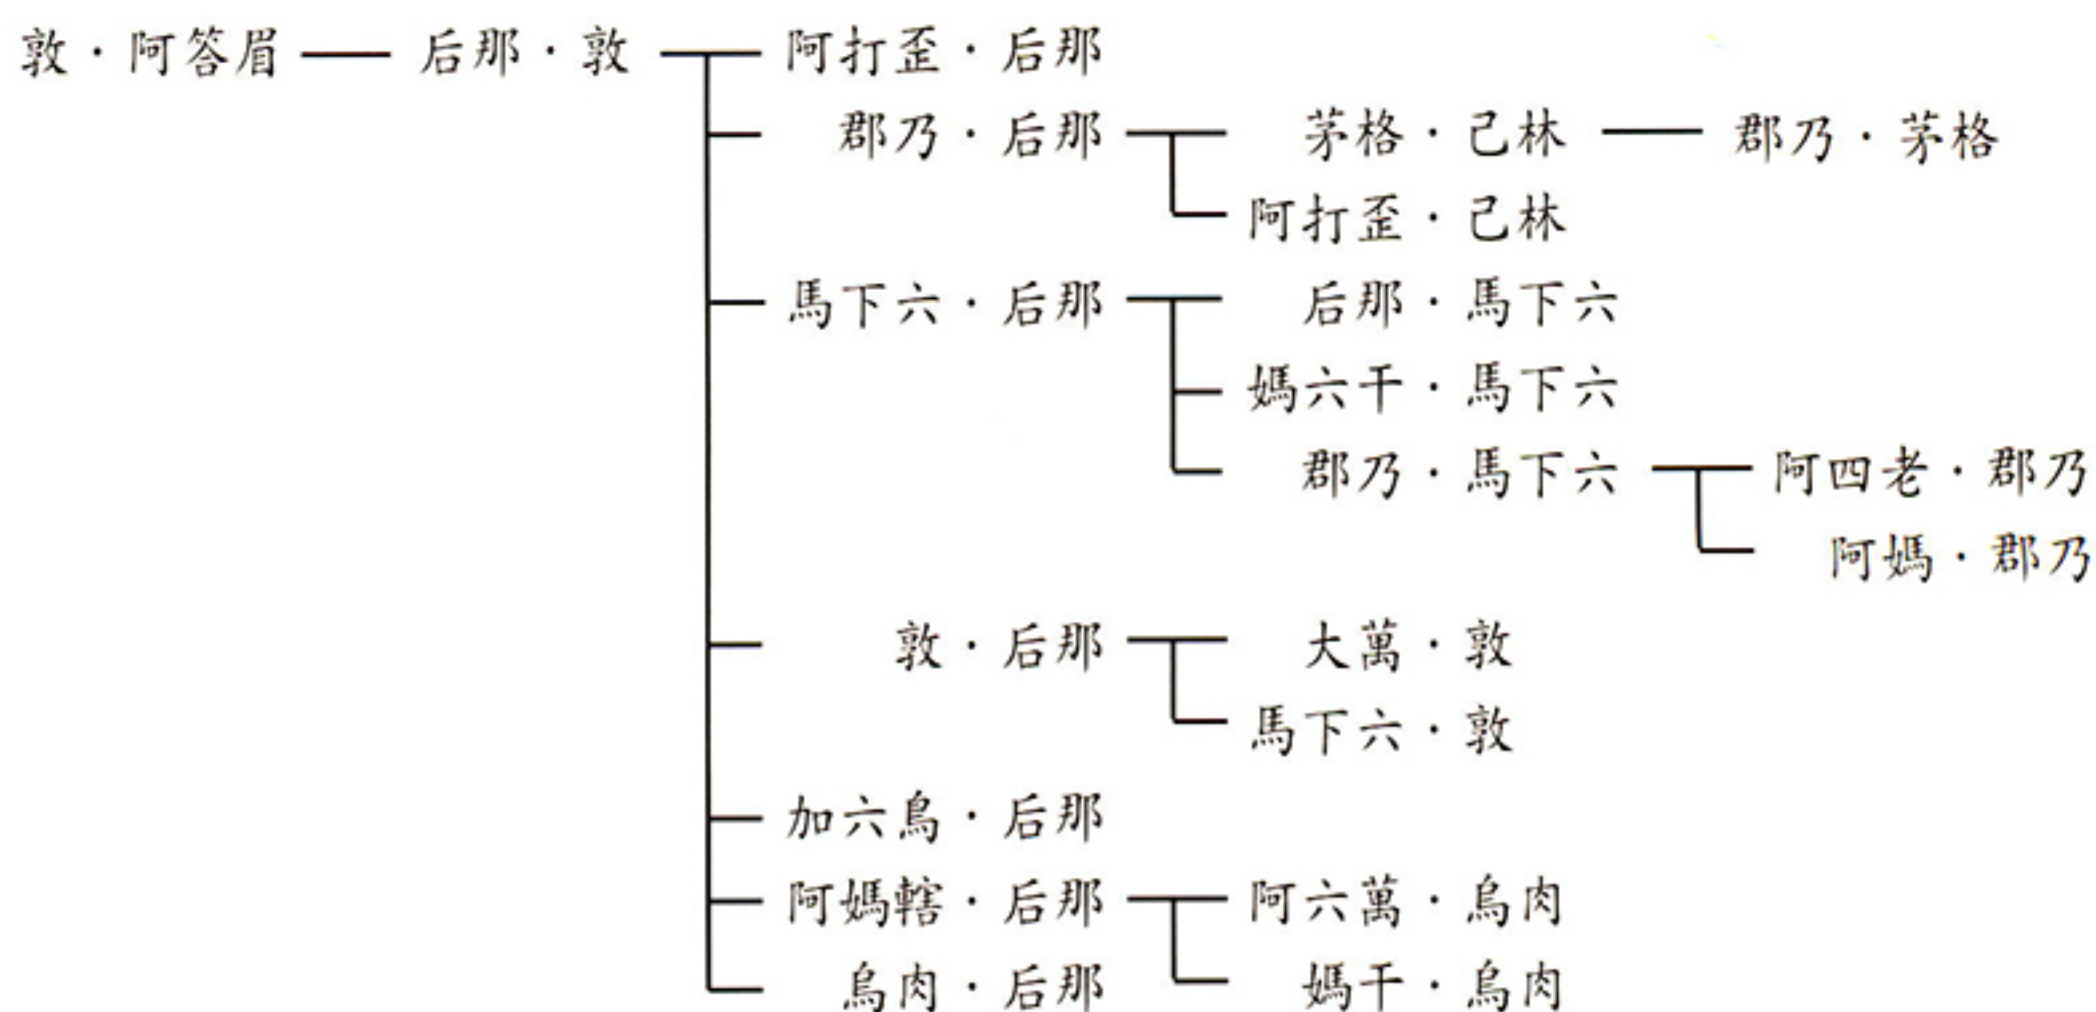 敦·阿答眉 后那·敦 阿打歪·后那
郡乃·后那 茅格·己林 郡乃·茅格
阿打歪·己林
馬下六·后那 后那·馬下六
媽六干·馬下六
郡乃·馬下六 阿四老·郡乃
阿媽·郡乃
敦·后那 大萬·敦
馬下六·敦
加六鳥·后那
阿媽轄·后那 阿六萬·烏肉
烏肉·后那 媽干·烏肉